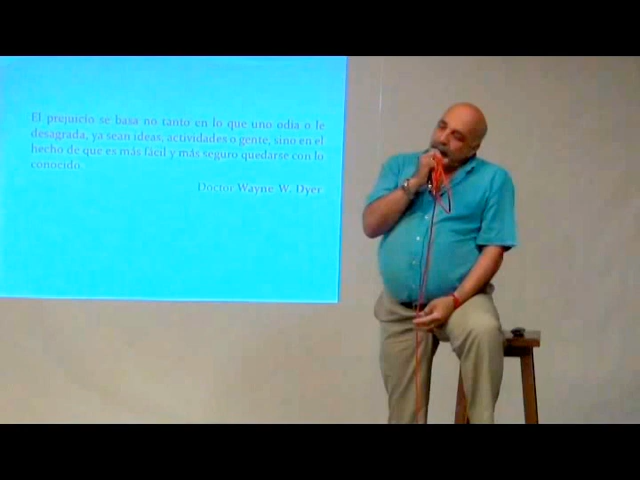 El prejuicio se basa no tanto en lo que uno odia o le
desagrada, ya sean ideas, actividades o gente, sino en el
hecho de que es más fácil y más seguro quedarse con lo
conocido.
Doctor Wayne W. Dyer